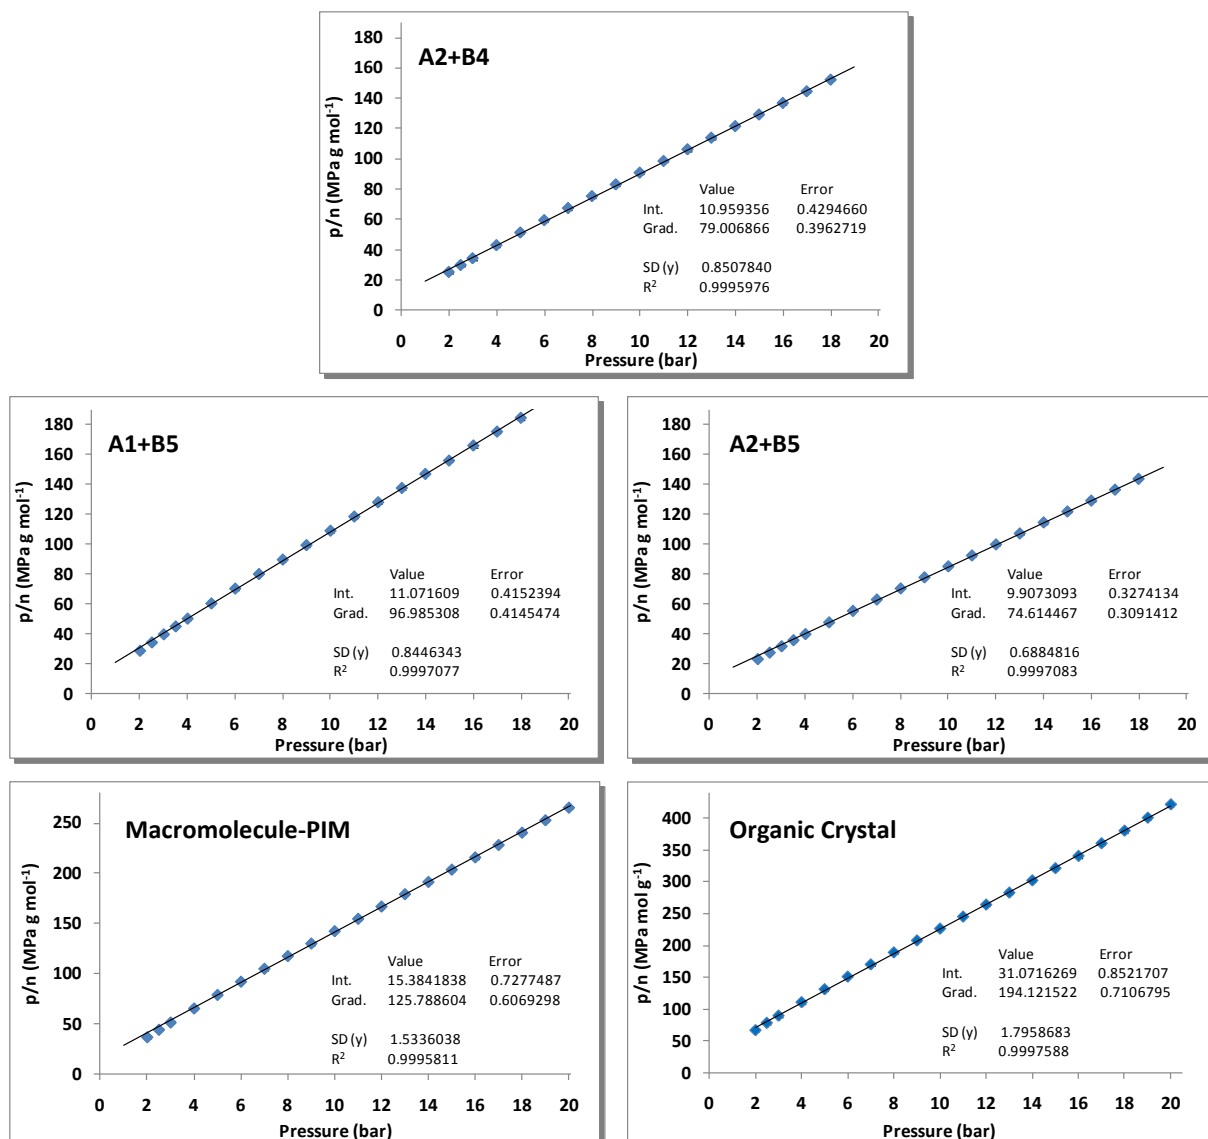 A2+B4
p/n (MPa g mol⁻¹)
180
160
140
120
100
80
60
40
20
0
Value Error
Int. 10.959356 0.4294660
Grad. 79.006866 0.3962719
SD (y) 0.8507840
R² 0.9995976
0 2 4 6 8 10 12 14 16 18 20
Pressure (bar)
A1+B5
p/n (MPa g mol⁻¹)
180
160
140
120
100
80
60
40
20
0
Value Error
Int. 11.071609 0.4152394
Grad. 96.985308 0.4145474
SD (y) 0.8446343
R² 0.9997077
0 2 4 6 8 10 12 14 16 18 20
Pressure (bar)
A2+B5
p/n (MPa g mol⁻¹)
180
160
140
120
100
80
60
40
20
0
Value Error
Int. 9.9073093 0.3274134
Grad. 74.614467 0.3091412
SD (y) 0.6884816
R² 0.9997083
0 2 4 6 8 10 12 14 16 18 20
Pressure (bar)
Macromolecule-PIM
p/n (MPa g mol⁻¹)
250
200
150
100
50
0
Value Error
Int. 15.3841838 0.7277487
Grad. 125.788604 0.6069298
SD (y) 1.5336038
R² 0.9995811
0 2 4 6 8 10 12 14 16 18 20
Pressure (bar)
Organic Crystal
p/n (MPa mol g⁻¹)
400
350
300
250
200
150
100
50
0
Value Error
Int. 31.0716269 0.8521707
Grad. 194.121522 0.7106795
SD (y) 1.7958683
R² 0.9997588
0 2 4 6 8 10 12 14 16 18 20
Pressure (bar)